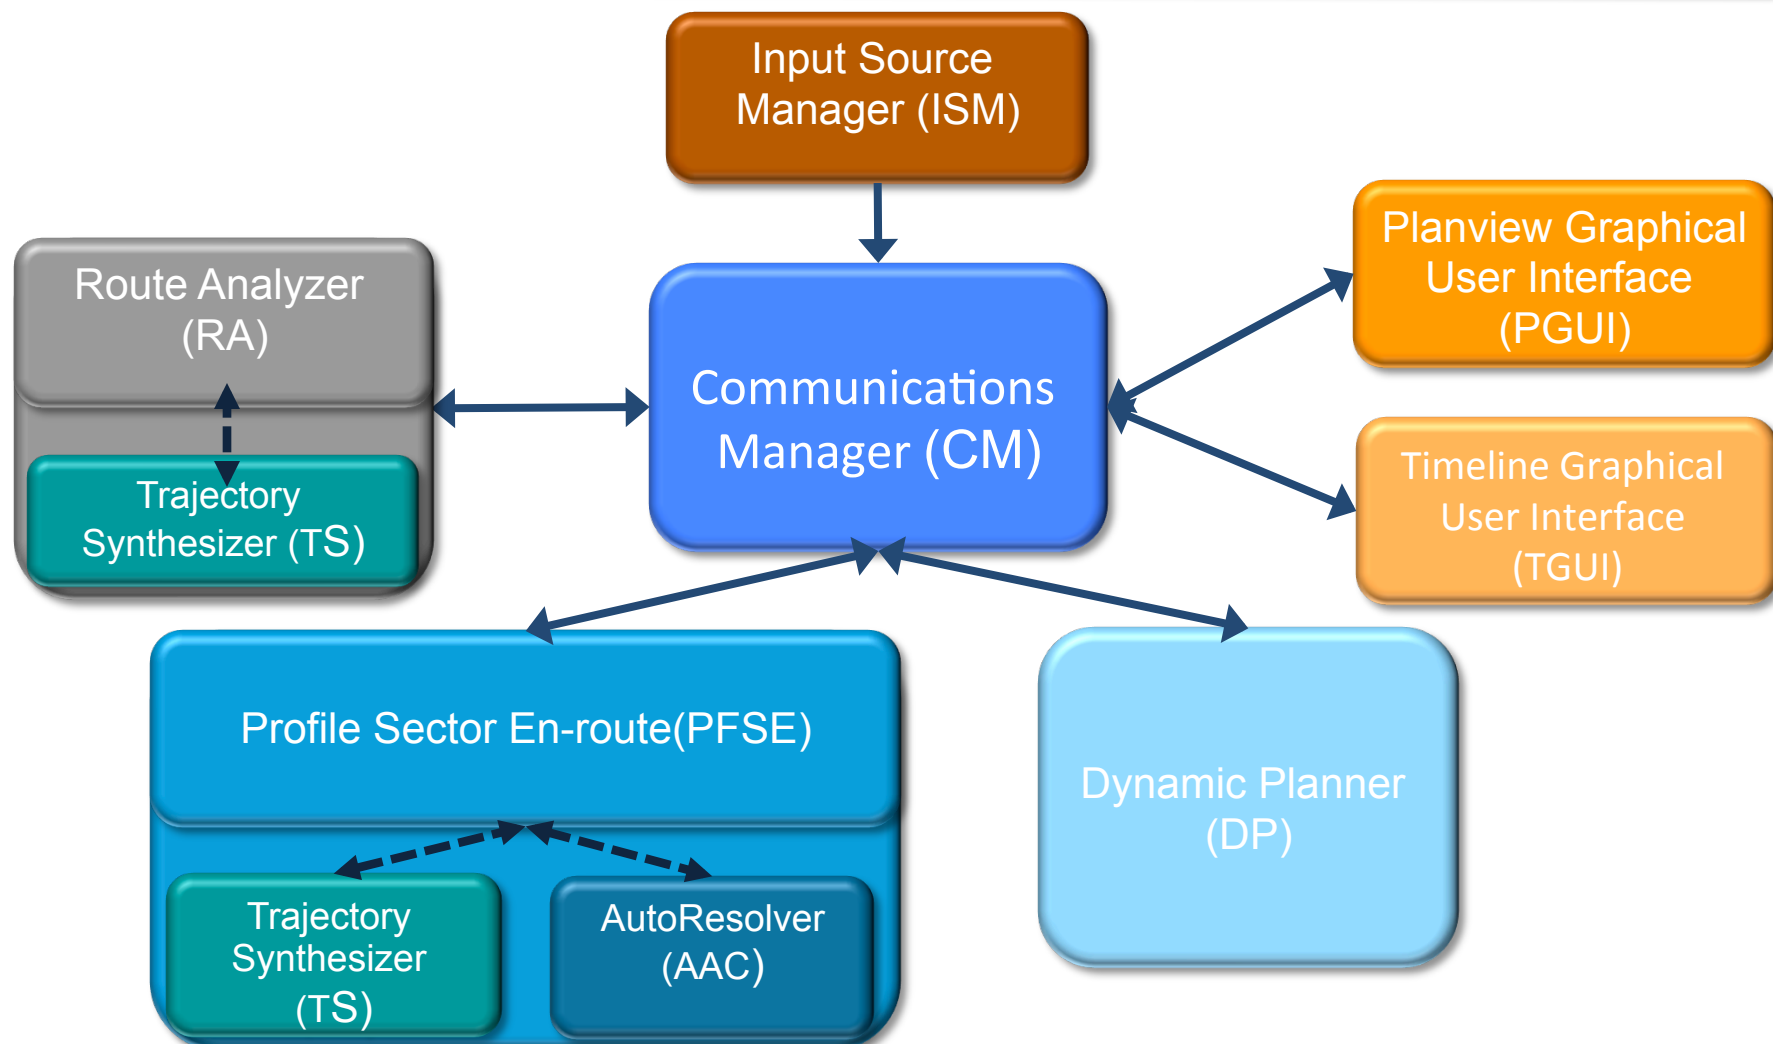 Input Source
Manager (ISM)
Planview Graphical
User Interface
(PGUI)
Route Analyzer
(RA)
Communications
Manager (CM)
Trajectory
Synthesizer (TS)
Timeline Graphical
User Interface
(TGUI)
Profile Sector En-route(PFSE)
Dynamic Planner
(DP)
Trajectory
Synthesizer
(TS)
AutoResolver
(AAC)